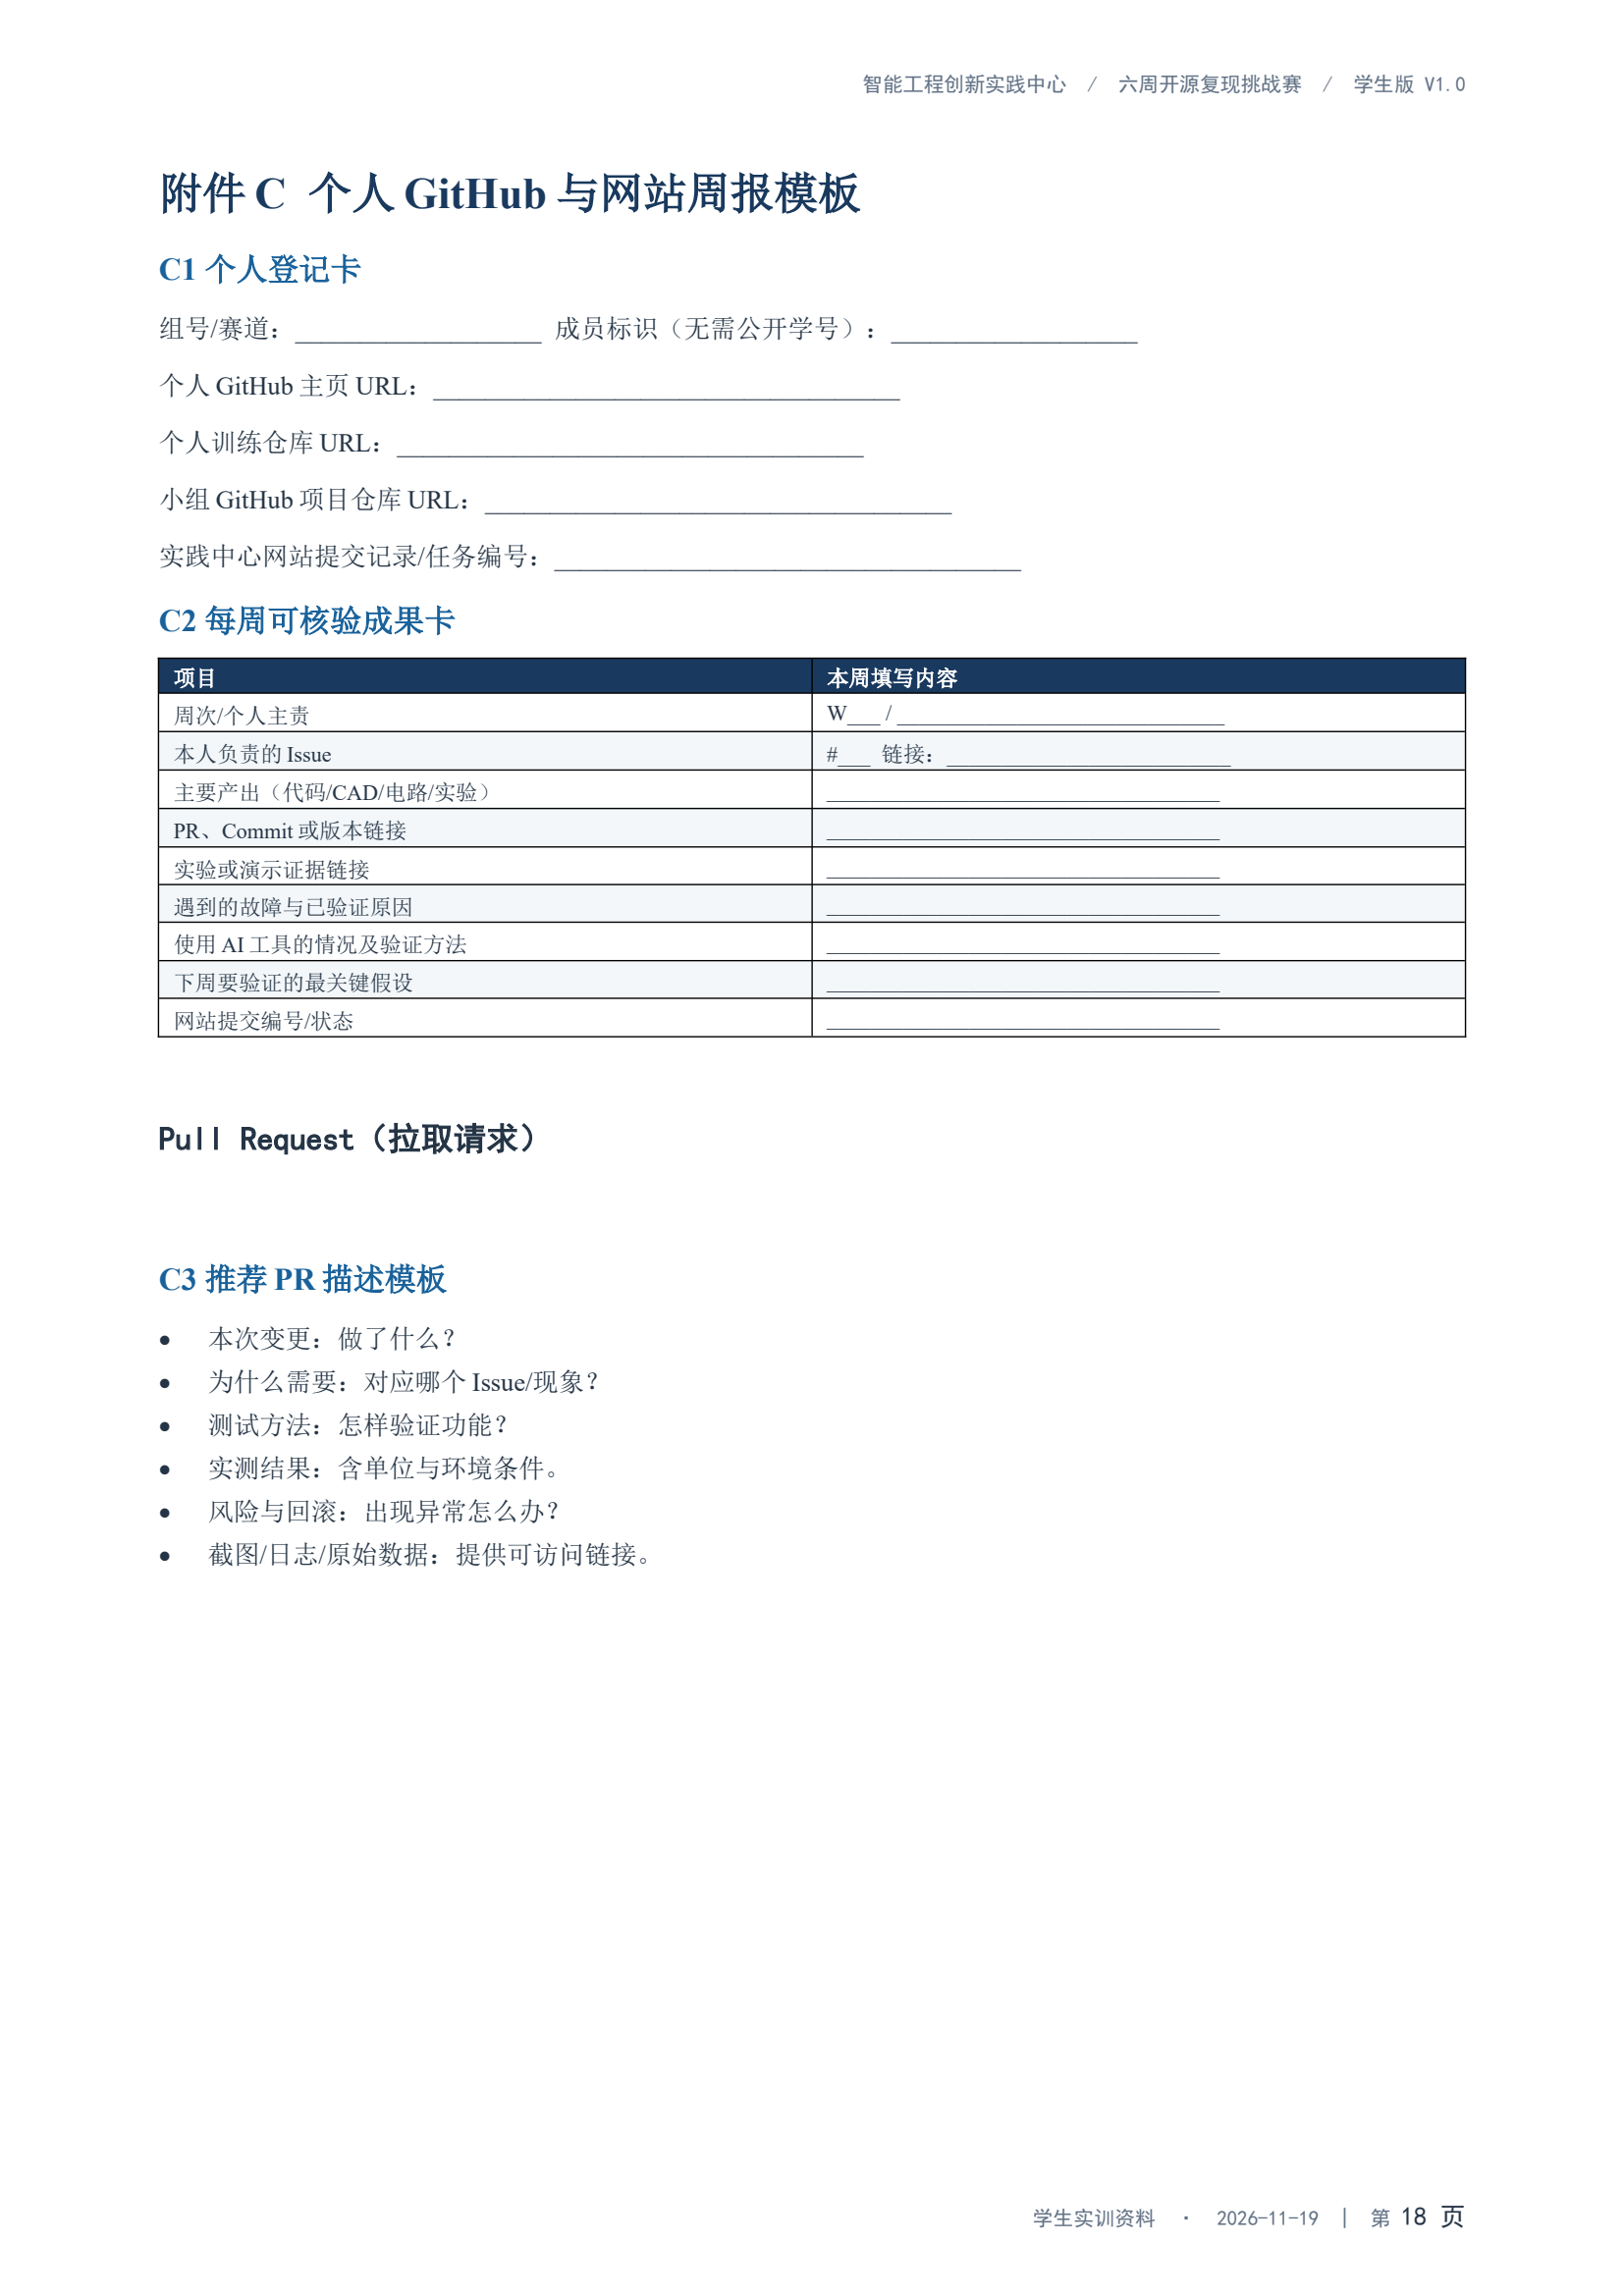 智能工程创新实践中心 / 六周开源复现挑战赛 / 学生版 V1.0
附件 C 个人 GitHub 与网站周报模板
C1 个人登记卡
组号/赛道：___________________ 成员标识（无需公开学号）：___________________
个人 GitHub 主页 URL：____________________________________
个人训练仓库 URL：____________________________________
小组 GitHub 项目仓库 URL：____________________________________
实践中心网站提交记录/任务编号：____________________________________
C2 每周可核验成果卡
项目 本周填写内容
周次/个人主责 W___ / ______________________________
本人负责的 Issue #___ 链接：__________________________
主要产出（代码/CAD/电路/实验） ____________________________________
PR、Commit 或版本链接 ____________________________________
实验或演示证据链接 ____________________________________
遇到的故障与已验证原因 ____________________________________
使用 AI 工具的情况及验证方法 ____________________________________
下周要验证的最关键假设 ____________________________________
网站提交编号/状态 ____________________________________
Pull Request（拉取请求）
C3 推荐 PR 描述模板
• 本次变更：做了什么？
• 为什么需要：对应哪个 Issue/现象？
• 测试方法：怎样验证功能？
• 实测结果：含单位与环境条件。
• 风险与回滚：出现异常怎么办？
• 截图/日志/原始数据：提供可访问链接。
学生实训资料 · 2026-11-19 | 第 18 页